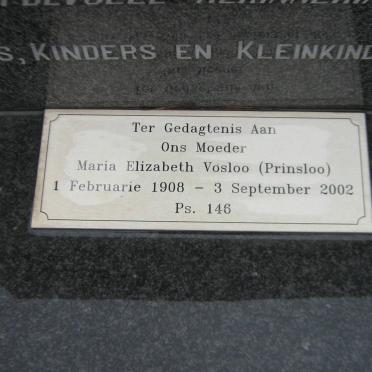 S, KINDERS EN KLEINKIND
Ter Gedagtenis Aan
Ons Moeder
Maria Elizabeth Vosloo (Prinsloo)
1 Februarie 1908 - 3 September 2002
Ps. 146